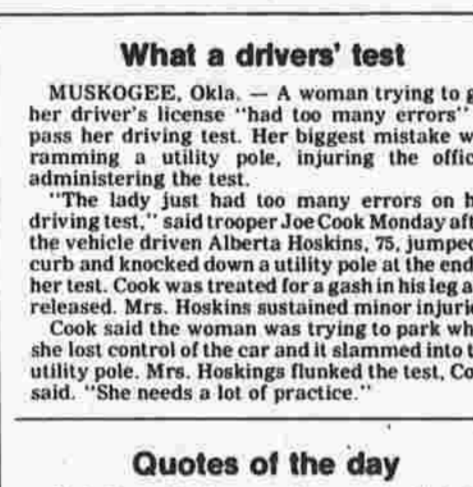 What a drivers' test
MUSKOGEE, Okla. — A woman trying to g
her driver's license "had too many errors"
pass her driving test. Her biggest mistake w
ramming a utility pole, injuring the offic
administering the test.
"The lady just had too many errors on h
driving test," said trooper Joe Cook Monday aft
the vehicle driven Alberta Hoskins, 75, jumped
curb and knocked down a utility pole at the end
her test. Cook was treated for a gash in his leg a
released. Mrs. Hoskins sustained minor injurie
Cook said the woman was trying to park wh
she lost control of the car and it slammed into t
utility pole. Mrs. Hoskings flunked the test, Co
said. "She needs a lot of practice."
Quotes of the day